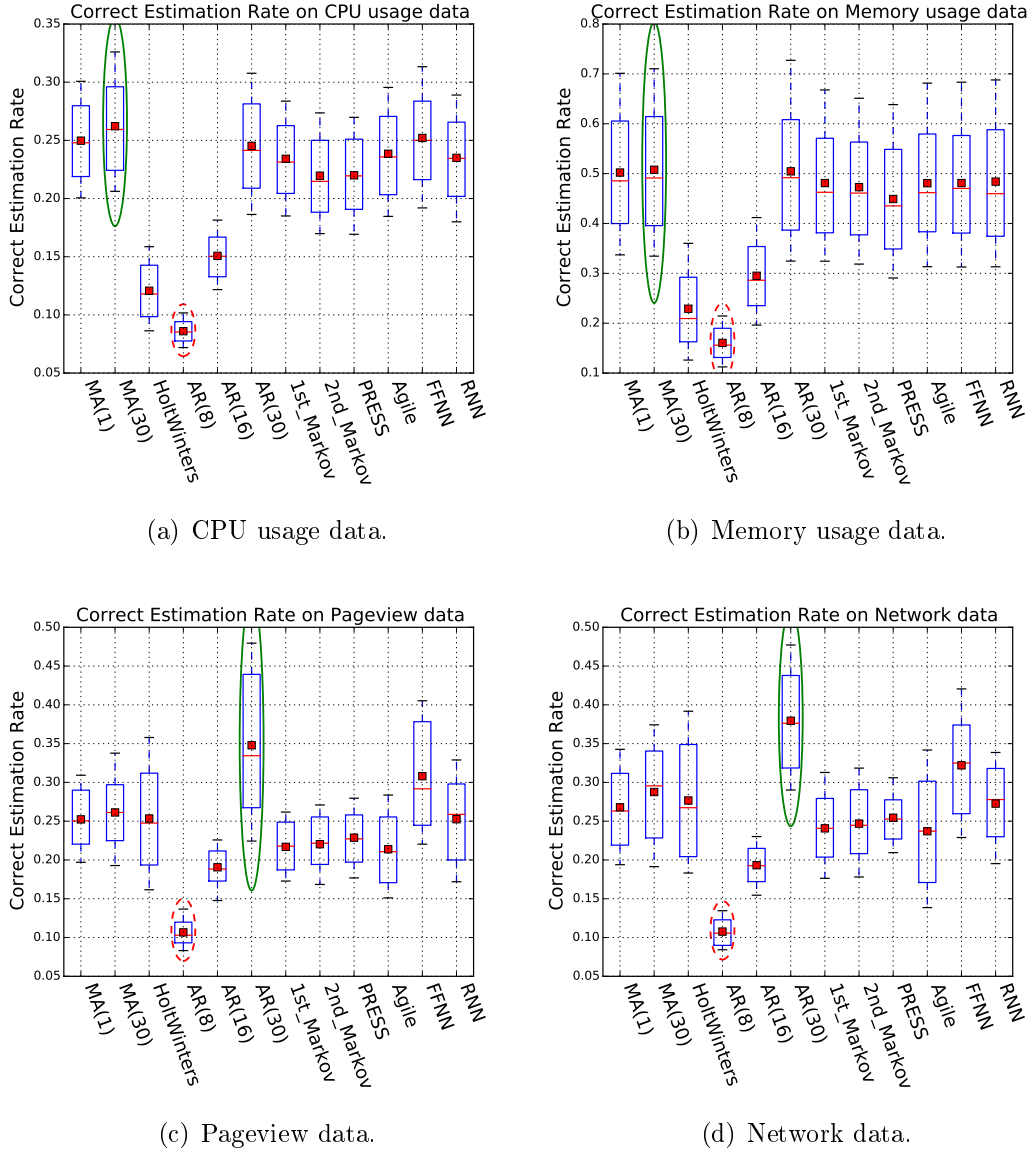 Correct Estimation Rate on CPU usage data
Correct Estimation Rate
0.35
0.30
0.25
0.20
0.15
0.10
0.05
MA(1)
MA(30)
HoltWinters
AR(8)
AR(16)
AR(30)
1st_Markov
2nd_Markov
PRESS
Agile
FFNN
RNN
(a) CPU usage data.
Correct Estimation Rate on Memory usage data
Correct Estimation Rate
0.8
0.7
0.6
0.5
0.4
0.3
0.2
0.1
MA(1)
MA(30)
HoltWinters
AR(8)
AR(16)
AR(30)
1st_Markov
2nd_Markov
PRESS
Agile
FFNN
RNN
(b) Memory usage data.
Correct Estimation Rate on Pageview data
Correct Estimation Rate
0.50
0.45
0.40
0.35
0.30
0.25
0.20
0.15
0.10
0.05
MA(1)
MA(30)
HoltWinters
AR(8)
AR(16)
AR(30)
1st_Markov
2nd_Markov
PRESS
Agile
FFNN
RNN
(c) Pageview data.
Correct Estimation Rate on Network data
Correct Estimation Rate
0.50
0.45
0.40
0.35
0.30
0.25
0.20
0.15
0.10
0.05
MA(1)
MA(30)
HoltWinters
AR(8)
AR(16)
AR(30)
1st_Markov
2nd_Markov
PRESS
Agile
FFNN
RNN
(d) Network data.